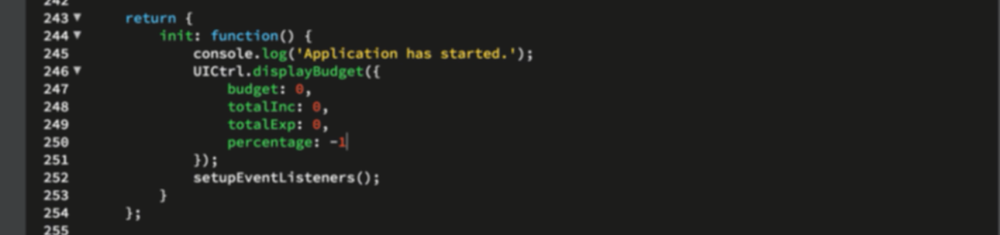 242
243 ▼ return {
244 ▼ init: function() {
245 console.log('Application has started.');
246 ▼ UICtrl.displayBudget({
247 budget: 0,
248 totalInc: 0,
249 totalExp: 0,
250 percentage: -1
251 });
252 setupEventListeners();
253 }
254 };
255